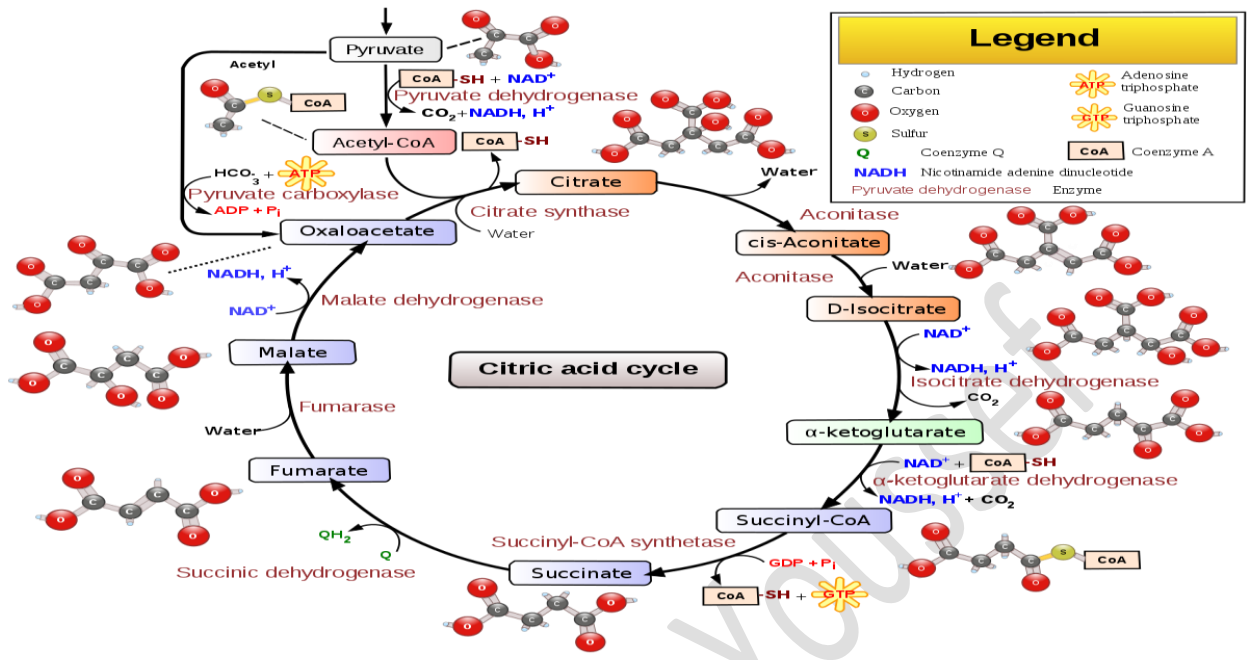 Pyruvate
Acetyl
CoA -SH + NAD+
Pyruvate dehydrogenase
CO2 + NADH, H+
S CoA
Acetyl-CoA
CoA -SH
HCO3 + ATP
Pyruvate carboxylase
ADP + Pi
Citrate
Citrate synthase
Water
Oxaloacetate
Water
Aconitase
cis-Aconitate
Aconitase
Water
D-Isocitrate
NAD+
NADH, H+
Isocitrate dehydrogenase
CO2
α-ketoglutarate
NAD+ + CoA -SH
α-ketoglutarate dehydrogenase
NADH, H+ + CO2
Succinyl-CoA
S CoA
Succinyl-CoA synthetase
GDP + Pi
CoA -SH + GTP
Succinate
Q
QH2
Succinic dehydrogenase
Fumarate
Water
Fumarase
Malate
NAD+
NADH, H+
Malate dehydrogenase
Citric acid cycle
Legend
Hydrogen
C Carbon
O Oxygen
S Sulfur
Q Coenzyme Q
NADH Nicotinamide adenine dinucleotide
Pyruvate dehydrogenase Enzyme
ATP Adenosine
triphosphate
GTP Guanosine
triphosphate
CoA Coenzyme A
Youssef